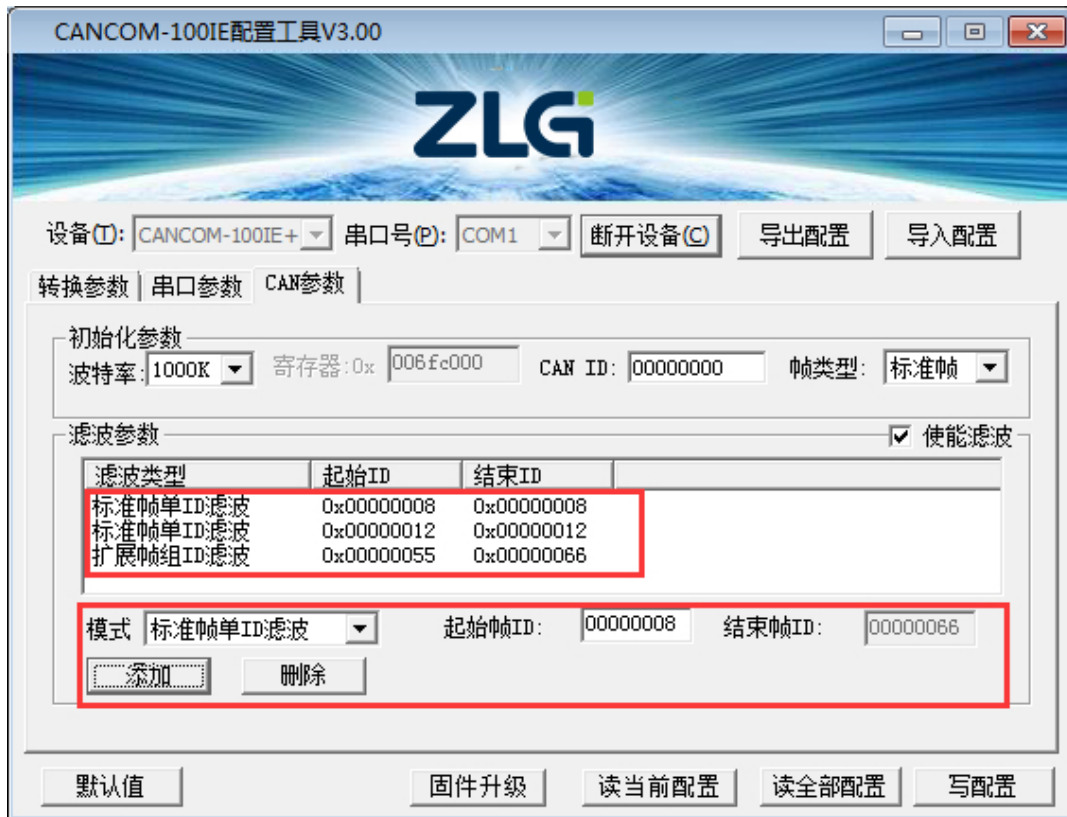 CANCOM-100IE配置工具V3.00
ZLG
设备(T): CANCOM-100IE+ 串口号(P): COM1 断开设备(C) 导出配置 导入配置
转换参数 串口参数 CAN参数
初始化参数
波特率: 1000K 寄存器:0x 006fc000 CAN ID: 00000000 帧类型: 标准帧
滤波参数 使能滤波
滤波类型 起始ID 结束ID
标准帧单ID滤波 0x00000008 0x00000008
标准帧单ID滤波 0x00000012 0x00000012
扩展帧组ID滤波 0x00000055 0x00000066
模式 标准帧单ID滤波 起始帧ID: 00000008 结束帧ID: 00000066
添加 删除
默认值 固件升级 读当前配置 读全部配置 写配置